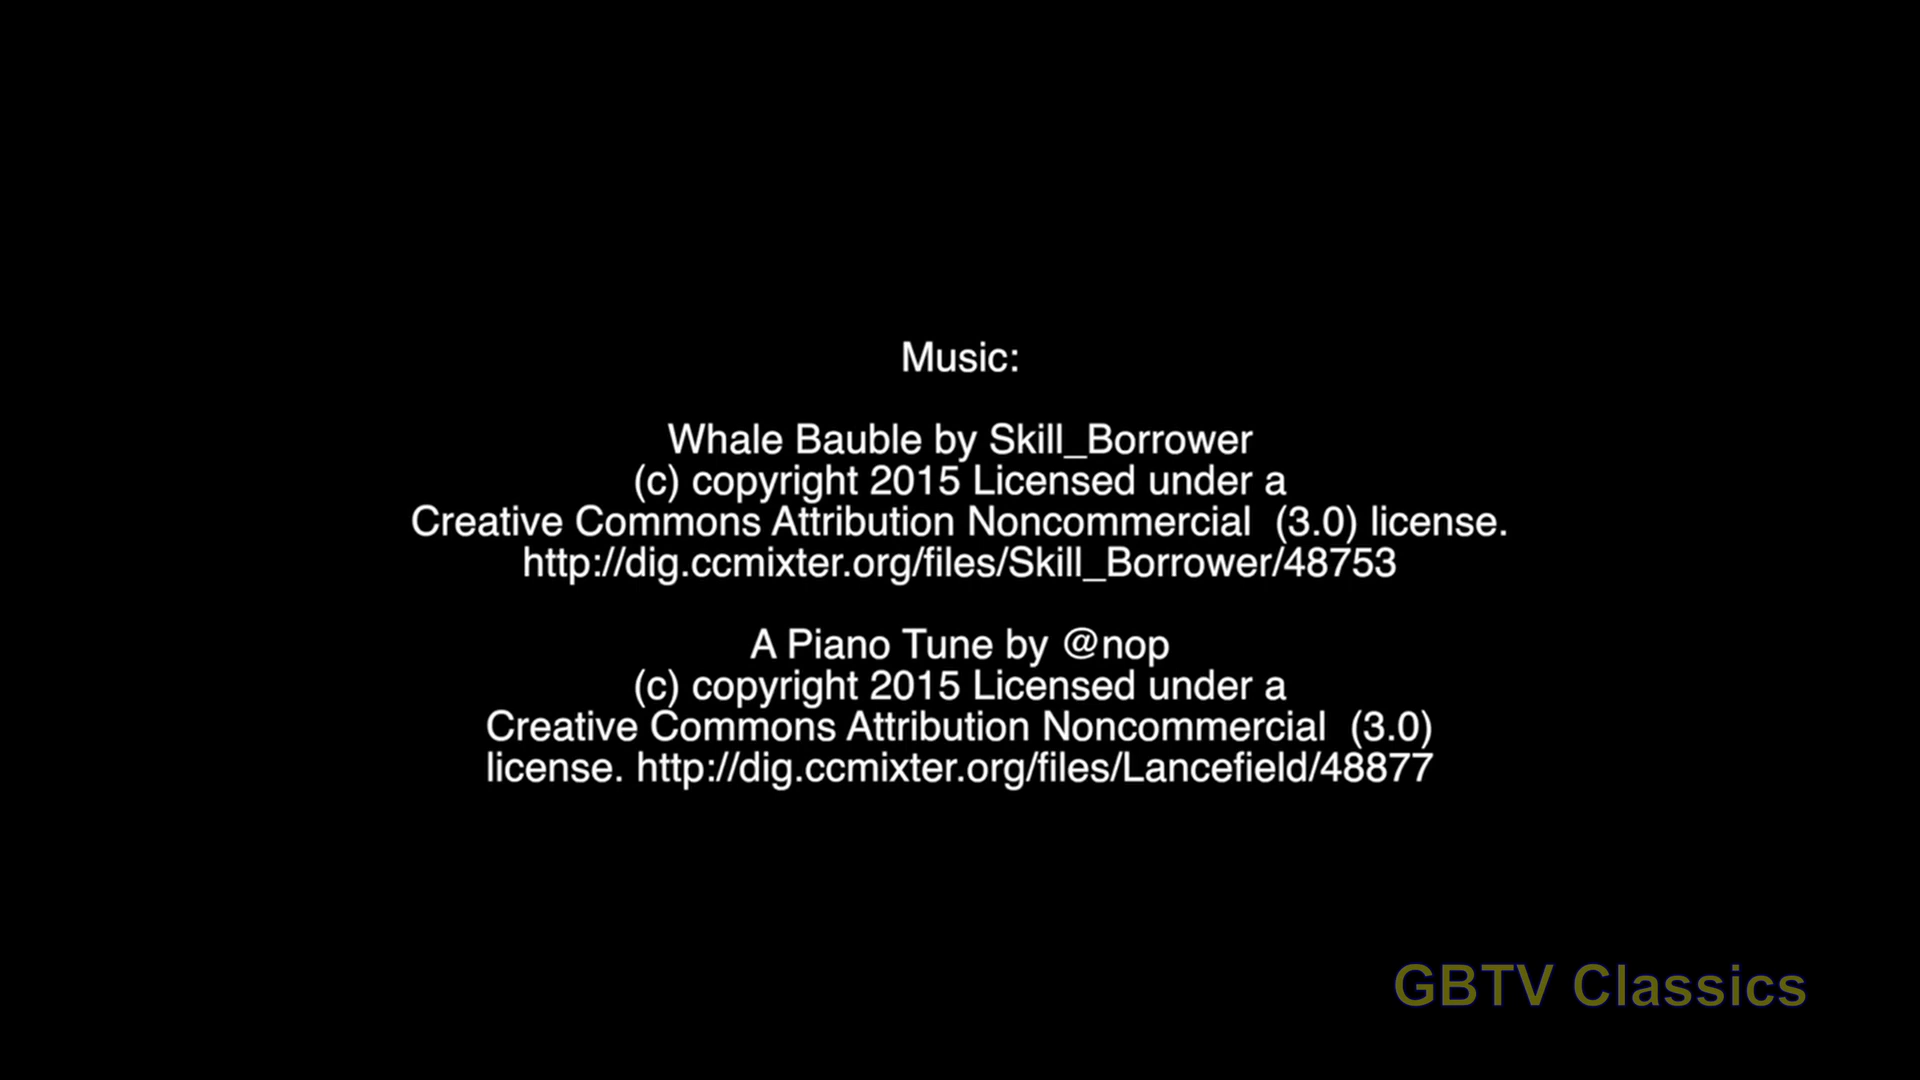 Music:
Whale Bauble by Skill_Borrower
(c) copyright 2015 Licensed under a
Creative Commons Attribution Noncommercial  (3.0) license.
http://dig.ccmixter.org/files/Skill_Borrower/48753
A Piano Tune by @nop
(c) copyright 2015 Licensed under a
Creative Commons Attribution Noncommercial  (3.0)
license. http://dig.ccmixter.org/files/Lancefield/48877
GBTV Classics